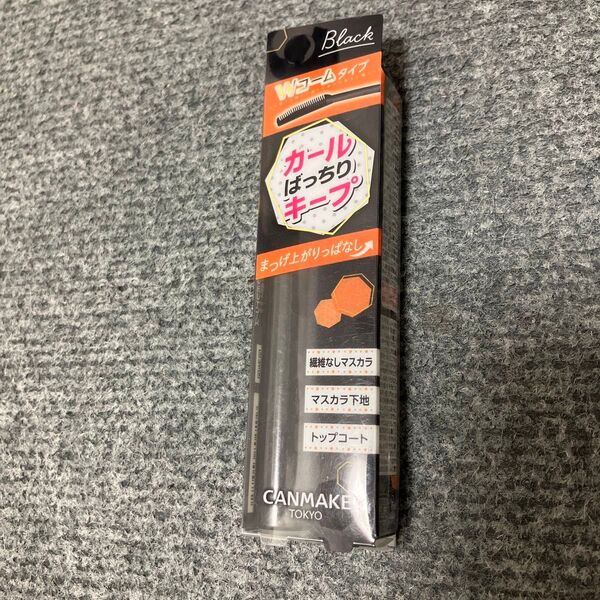 Black
Wコームタイプ
カール
ぱっちり
キープ
まつげ上がりっぱなし
繊維なしマスカラ
マスカラ下地
トップコート
CANMAKE
TOKYO